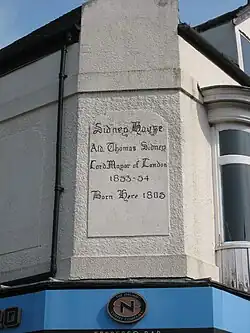 Sidney House
Ald. Thomas Sidney
Lord Mayor of London
1853-54
Born Here 1805
N